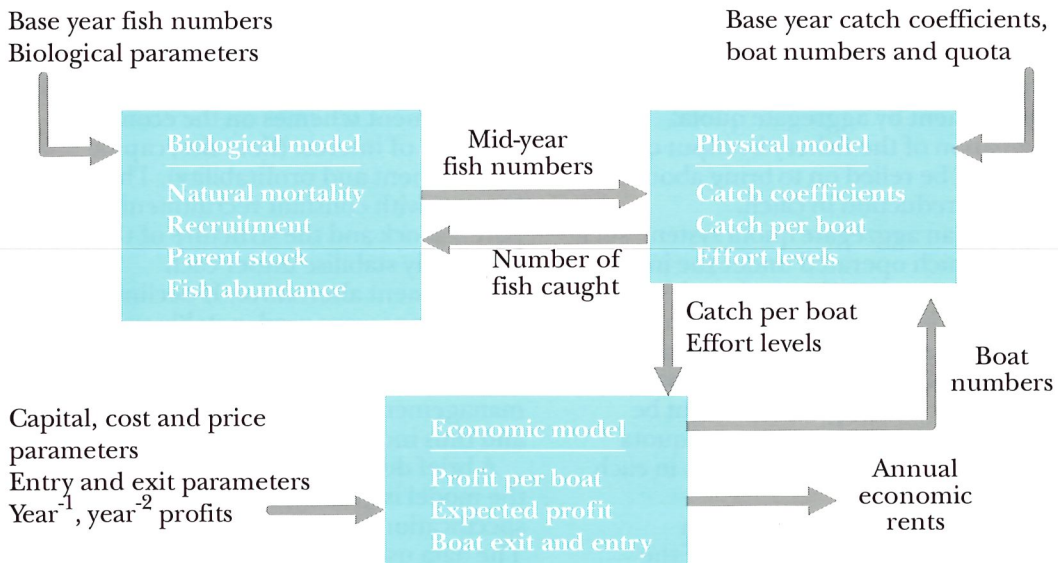 Base year fish numbers
Biological parameters
Base year catch coefficients,
boat numbers and quota
Biological model
Natural mortality
Recruitment
Parent stock
Fish abundance
Mid-year
fish numbers
Number of
fish caught
Physical model
Catch coefficients
Catch per boat
Effort levels
Catch per boat
Effort levels
Boat
numbers
Capital, cost and price
parameters
Entry and exit parameters
Year⁻¹, year⁻² profits
Economic model
Profit per boat
Expected profit
Boat exit and entry
Annual
economic
rents